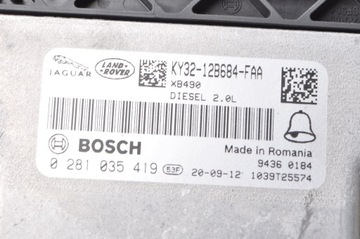 JAGUAR
LAND ROVER
KY32-12B684-FAA
XB490
DIESEL 2.0L
BOSCH
Made in Romania
9436 0184
0 281 035 419 53F 20-09-12 1039T25574